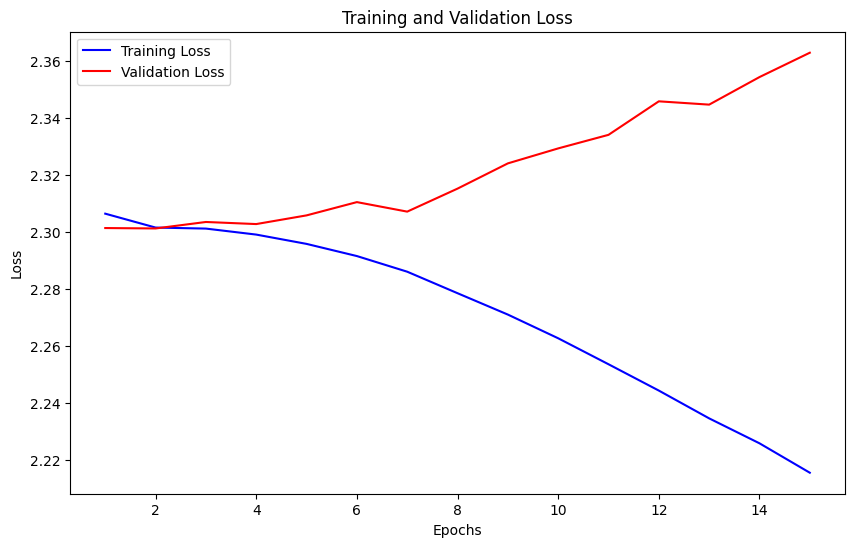 Training and Validation Loss
Training Loss
Validation Loss
2.36
2.34
2.32
2.30
2.28
2.26
2.24
2.22
Loss
2 4 6 8 10 12 14
Epochs